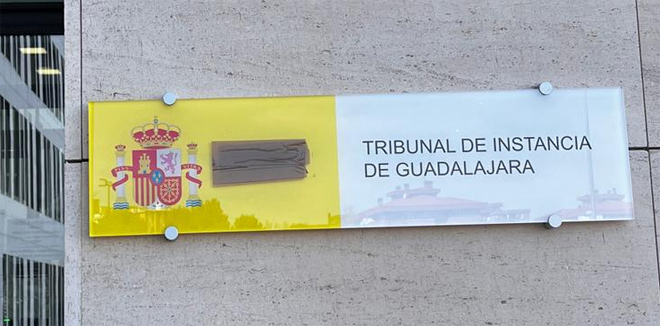 TRIBUNAL DE INSTANCIA
DE GUADALAJARA